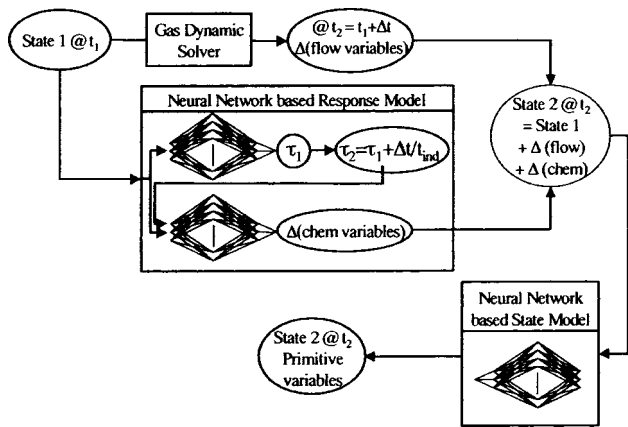 State 1 @ t1
Gas Dynamic
Solver
@ t2 = t1+Δt
Δ(flow variables)
Neural Network based Response Model
τ1
τ2=τ1+Δt/tind
Δ(chem variables)
State 2 @ t2
= State 1
+ Δ (flow)
+ Δ (chem)
Neural Network
based State Model
State 2 @ t2
Primitive
variables